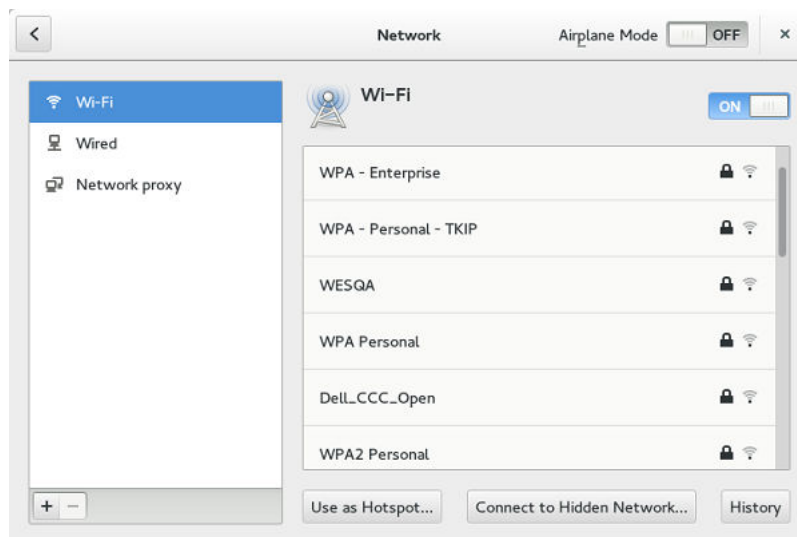 Network
Airplane Mode OFF
Wi-Fi
Wired
Network proxy
Wi-Fi
ON
WPA - Enterprise
WPA - Personal - TKIP
WESQA
WPA Personal
Dell_CCC_Open
WPA2 Personal
Use as Hotspot... Connect to Hidden Network... History